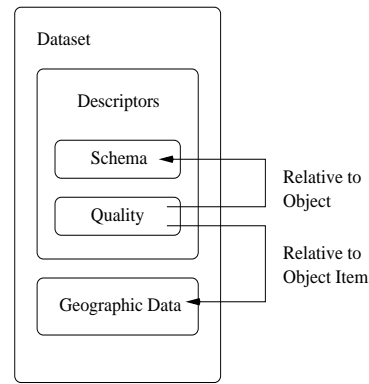 Dataset
Descriptors
Schema
Quality
Geographic Data
Relative to
Object
Relative to
Object Item